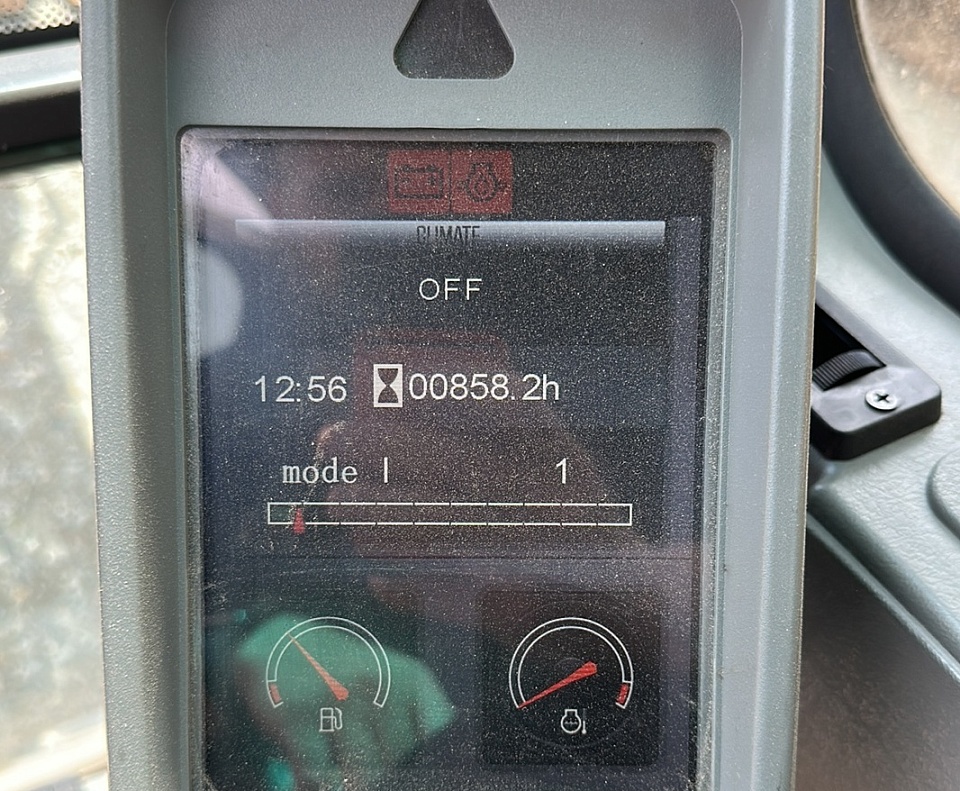 CLIMATE
OFF
12:56 00858.2h
mode I 1